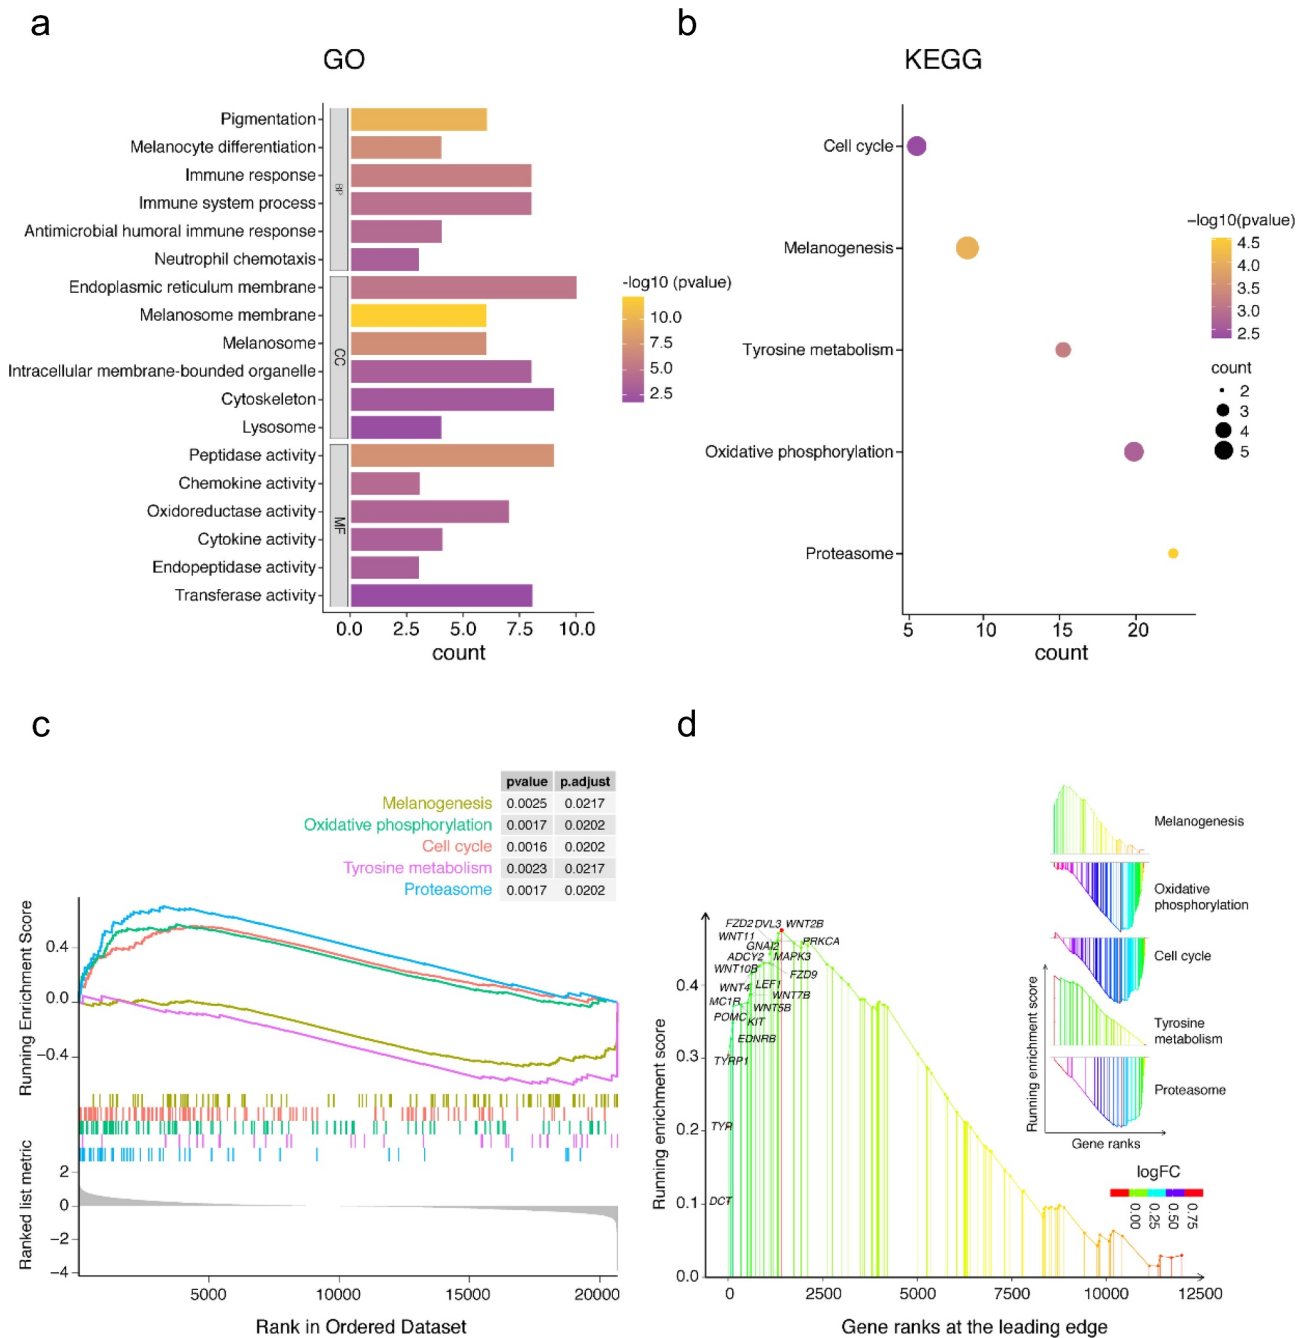 a
GO
Pigmentation
Melanocyte differentiation
Immune response
Immune system process
Antimicrobial humoral immune response
Neutrophil chemotaxis
Endoplasmic reticulum membrane
Melanosome membrane
Melanosome
Intracellular membrane-bounded organelle
Cytoskeleton
Lysosome
Peptidase activity
Chemokine activity
Oxidoreductase activity
Cytokine activity
Endopeptidase activity
Transferase activity
BP
CC
MF
0.0 2.5 5.0 7.5 10.0
count
-log10 (pvalue)
10.0
7.5
5.0
2.5
b
KEGG
Cell cycle
Melanogenesis
Tyrosine metabolism
Oxidative phosphorylation
Proteasome
5 10 15 20
count
−log10(pvalue)
4.5
4.0
3.5
3.0
2.5
count
2
3
4
5
c
pvalue p.adjust
Melanogenesis 0.0025 0.0217
Oxidative phosphorylation 0.0017 0.0202
Cell cycle 0.0016 0.0202
Tyrosine metabolism 0.0023 0.0217
Proteasome 0.0017 0.0202
Running Enrichment Score
0.4
0.0
−0.4
Ranked list metric
2
0
−2
−4
5000 10000 15000 20000
Rank in Ordered Dataset
d
Running enrichment score
0.4
0.3
0.2
0.1
0.0
FZD2 DVL3 WNT2B
WNT11
GNAI2
PRKCA
ADCY2
MAPK3
WNT10B
FZD9
WNT4
LEF1
WNT7B
MC1R
WNT5B
POMC
KIT
EDNRB
TYRP1
TYR
DCT
0 2500 5000 7500 10000 12500
Gene ranks at the leading edge
Melanogenesis
Oxidative
phosphorylation
Cell cycle
Tyrosine
metabolism
Proteasome
Running enrichment score
Gene ranks
logFC
0.00
0.25
0.50
0.75